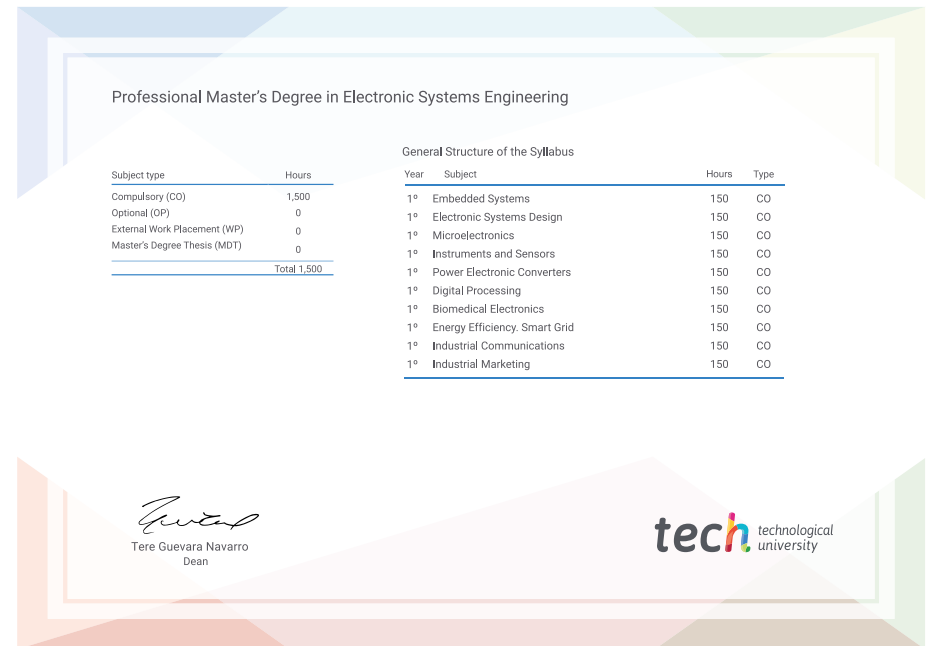 Professional Master's Degree in Electronic Systems Engineering
Subject type Hours
Compulsory (CO) 1,500
Optional (OP) 0
External Work Placement (WP) 0
Master's Degree Thesis (MDT) 0
Total 1,500
General Structure of the Syllabus
Year Subject Hours Type
1º Embedded Systems 150 CO
1º Electronic Systems Design 150 CO
1º Microelectronics 150 CO
1º Instruments and Sensors 150 CO
1º Power Electronic Converters 150 CO
1º Digital Processing 150 CO
1º Biomedical Electronics 150 CO
1º Energy Efficiency. Smart Grid 150 CO
1º Industrial Communications 150 CO
1º Industrial Marketing 150 CO
Tere Guevara Navarro
Dean
tech technological
university